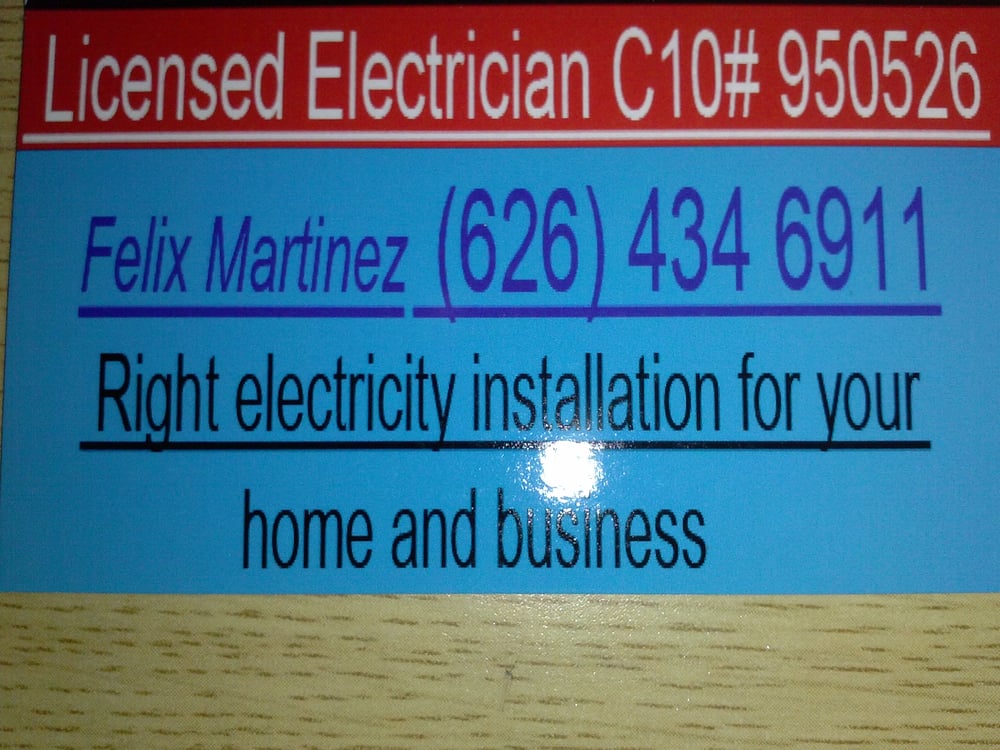 Licensed Electrician C10# 950526
Felix Martinez (626) 434 6911
Right electricity installation for your
home and business